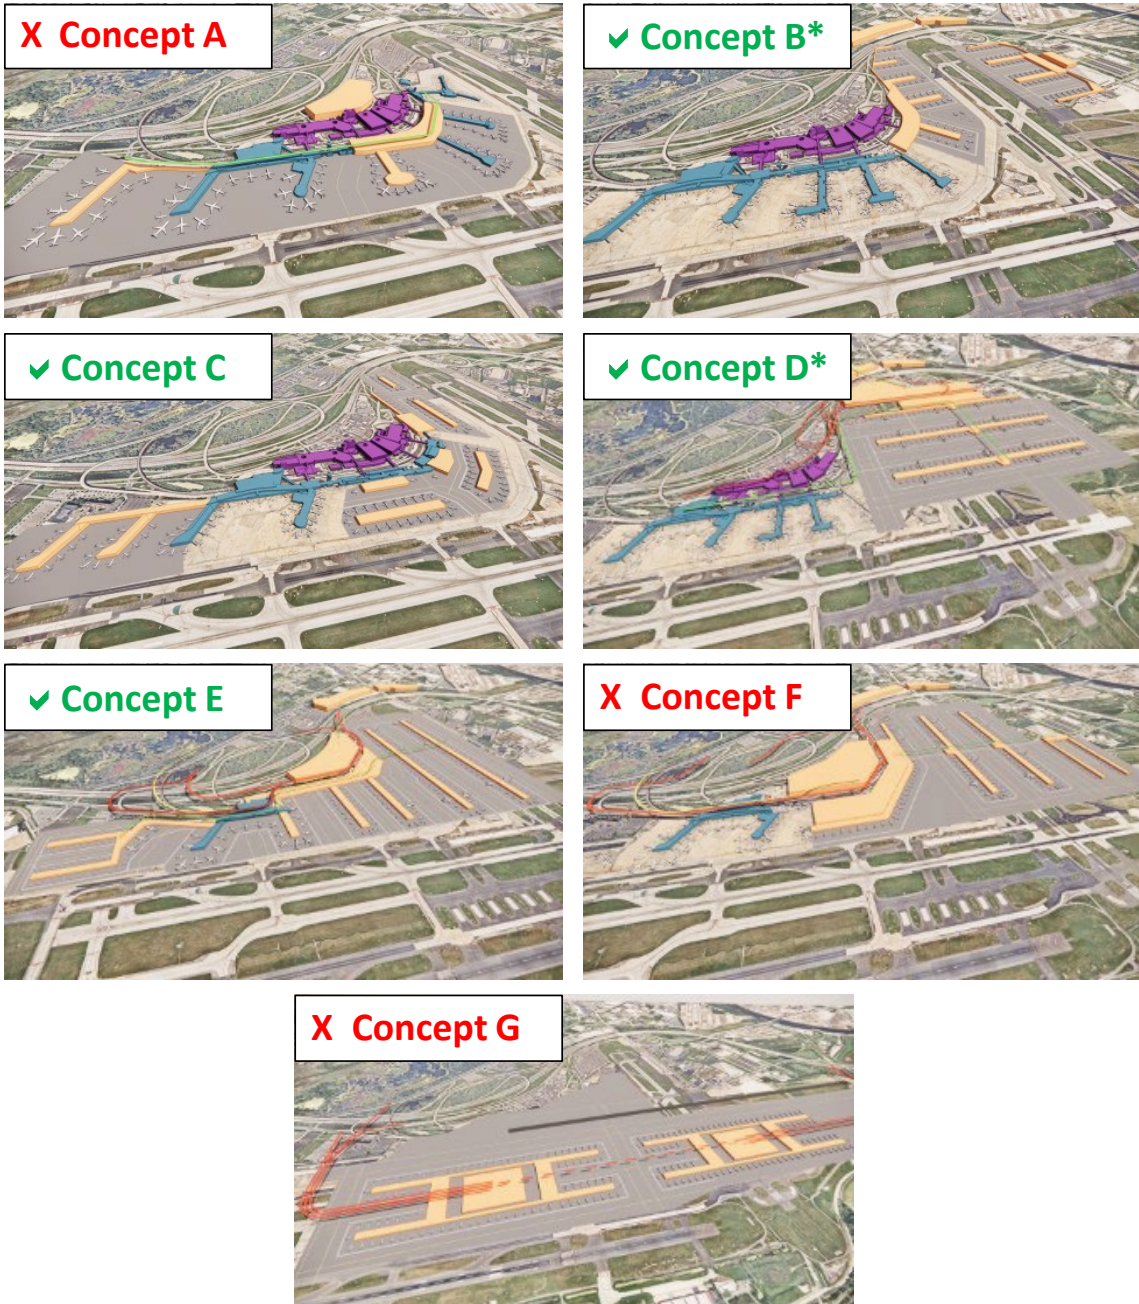 X Concept A
✓ Concept B*
✓ Concept C
✓ Concept D*
✓ Concept E
X Concept F
X Concept G